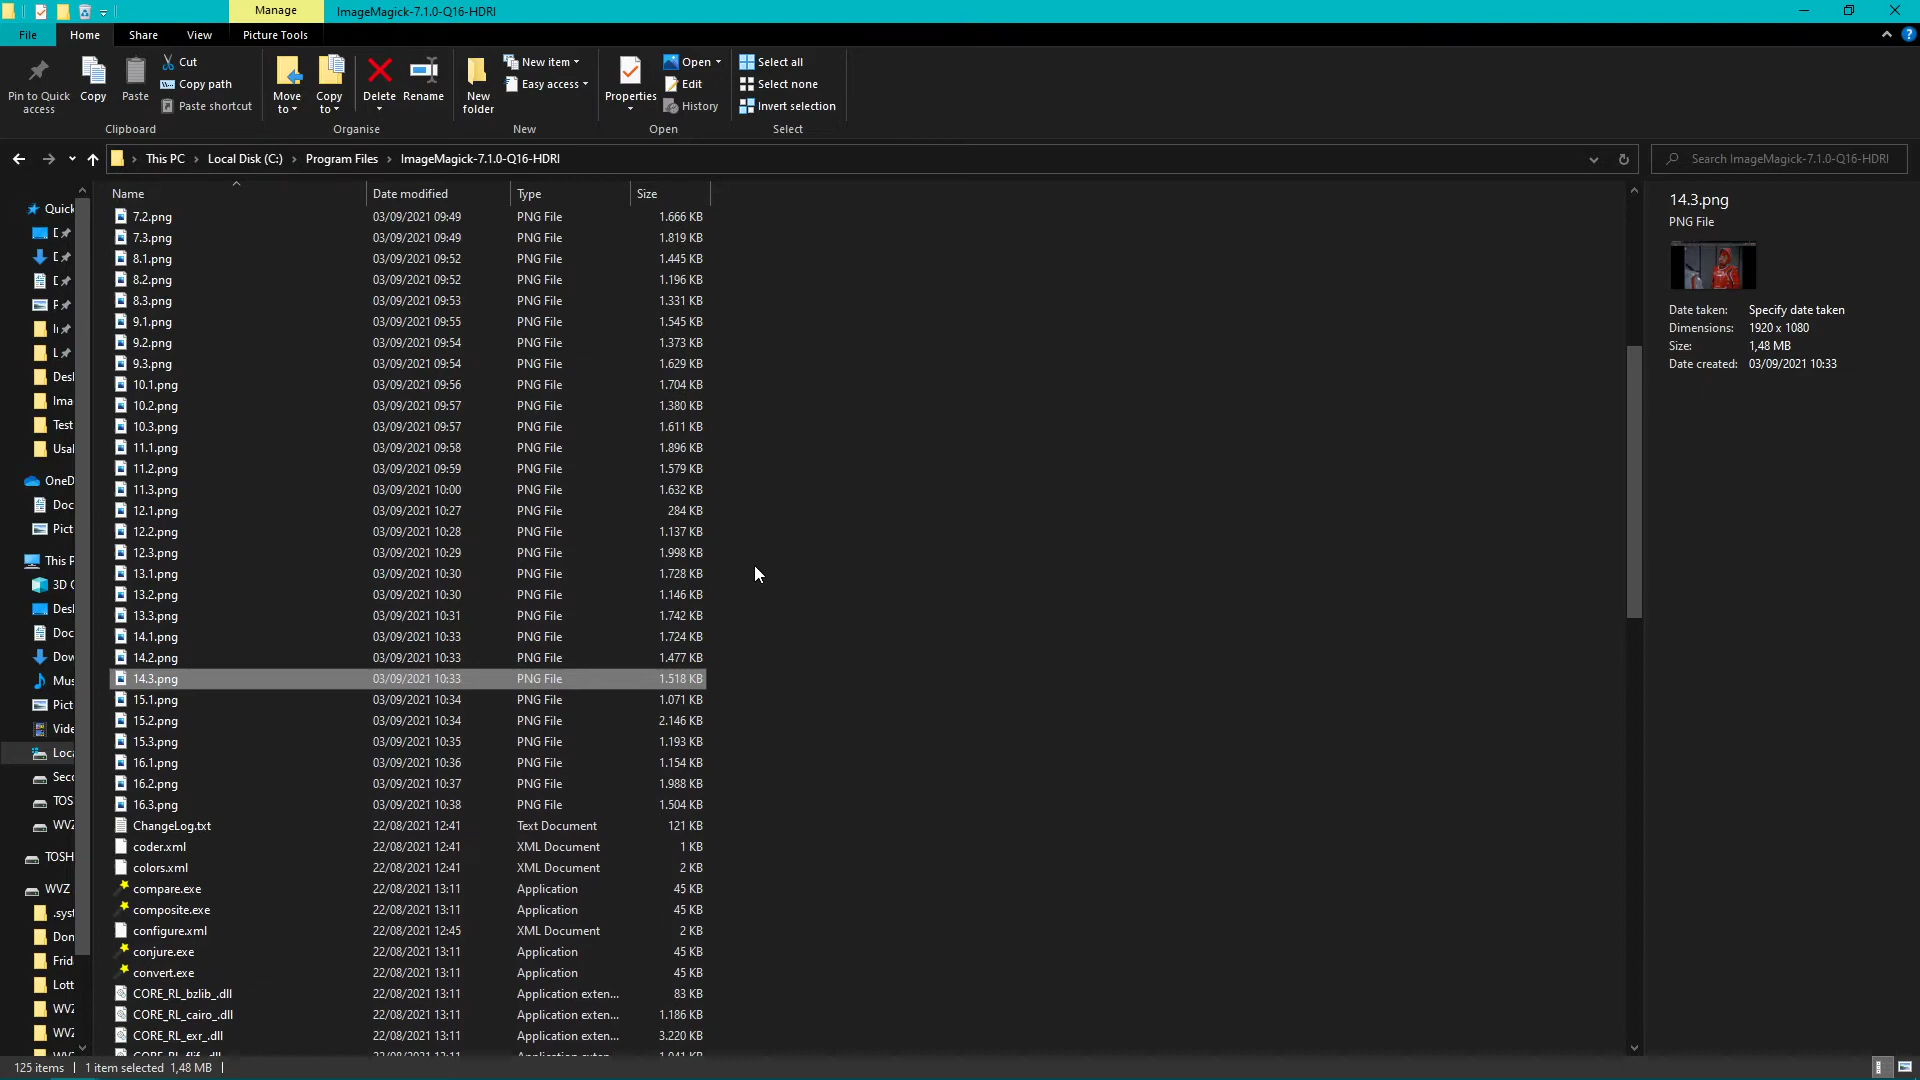 Manage
ImageMagick-7.1.0-Q16-HDRI
File
Home
Share
View
Picture Tools
Pin to Quick access
Copy
Paste
Cut
Copy path
Paste shortcut
Clipboard
Move to
Copy to
Delete
Rename
Organise
New folder
New item
Easy access
New
Properties
Open
Edit
History
Open
Select all
Select none
Invert selection
Select
This PC > Local Disk (C:) > Program Files > ImageMagick-7.1.0-Q16-HDRI
Search ImageMagick-7.1.0-Q16-HDRI
Quick
Desk
Ima
Test
Usal
OneD
Doc
Pict
This P
3D
Desk
Doc
Dow
Mus
Pict
Vide
Loca
Seco
TOS
WVZ
TOSH
WVZ
.syst
Don
Frid
Lott
WVZ
WVZ
Name Date modified Type Size
7.2.png 03/09/2021 09:49 PNG File 1.666 KB
7.3.png 03/09/2021 09:49 PNG File 1.819 KB
8.1.png 03/09/2021 09:52 PNG File 1.445 KB
8.2.png 03/09/2021 09:52 PNG File 1.196 KB
8.3.png 03/09/2021 09:53 PNG File 1.331 KB
9.1.png 03/09/2021 09:55 PNG File 1.545 KB
9.2.png 03/09/2021 09:54 PNG File 1.373 KB
9.3.png 03/09/2021 09:54 PNG File 1.629 KB
10.1.png 03/09/2021 09:56 PNG File 1.704 KB
10.2.png 03/09/2021 09:57 PNG File 1.380 KB
10.3.png 03/09/2021 09:57 PNG File 1.611 KB
11.1.png 03/09/2021 09:58 PNG File 1.896 KB
11.2.png 03/09/2021 09:59 PNG File 1.579 KB
11.3.png 03/09/2021 10:00 PNG File 1.632 KB
12.1.png 03/09/2021 10:27 PNG File 284 KB
12.2.png 03/09/2021 10:28 PNG File 1.137 KB
12.3.png 03/09/2021 10:29 PNG File 1.998 KB
13.1.png 03/09/2021 10:30 PNG File 1.728 KB
13.2.png 03/09/2021 10:30 PNG File 1.146 KB
13.3.png 03/09/2021 10:31 PNG File 1.742 KB
14.1.png 03/09/2021 10:33 PNG File 1.724 KB
14.2.png 03/09/2021 10:33 PNG File 1.477 KB
14.3.png 03/09/2021 10:33 PNG File 1.518 KB
15.1.png 03/09/2021 10:34 PNG File 1.071 KB
15.2.png 03/09/2021 10:34 PNG File 2.146 KB
15.3.png 03/09/2021 10:35 PNG File 1.193 KB
16.1.png 03/09/2021 10:36 PNG File 1.154 KB
16.2.png 03/09/2021 10:37 PNG File 1.988 KB
16.3.png 03/09/2021 10:38 PNG File 1.504 KB
ChangeLog.txt 22/08/2021 12:41 Text Document 121 KB
coder.xml 22/08/2021 12:41 XML Document 1 KB
colors.xml 22/08/2021 12:41 XML Document 2 KB
compare.exe 22/08/2021 13:11 Application 45 KB
composite.exe 22/08/2021 13:11 Application 45 KB
configure.xml 22/08/2021 12:45 XML Document 2 KB
conjure.exe 22/08/2021 13:11 Application 45 KB
convert.exe 22/08/2021 13:11 Application 45 KB
CORE_RL_bzlib_.dll 22/08/2021 13:11 Application exten... 83 KB
CORE_RL_cairo_.dll 22/08/2021 13:11 Application exten... 1.186 KB
CORE_RL_exr_.dll 22/08/2021 13:11 Application exten... 3.220 KB
14.3.png
PNG File
Date taken: Specify date taken
Dimensions: 1920 x 1080
Size: 1,48 MB
Date created: 03/09/2021 10:33
125 items
1 item selected 1,48 MB